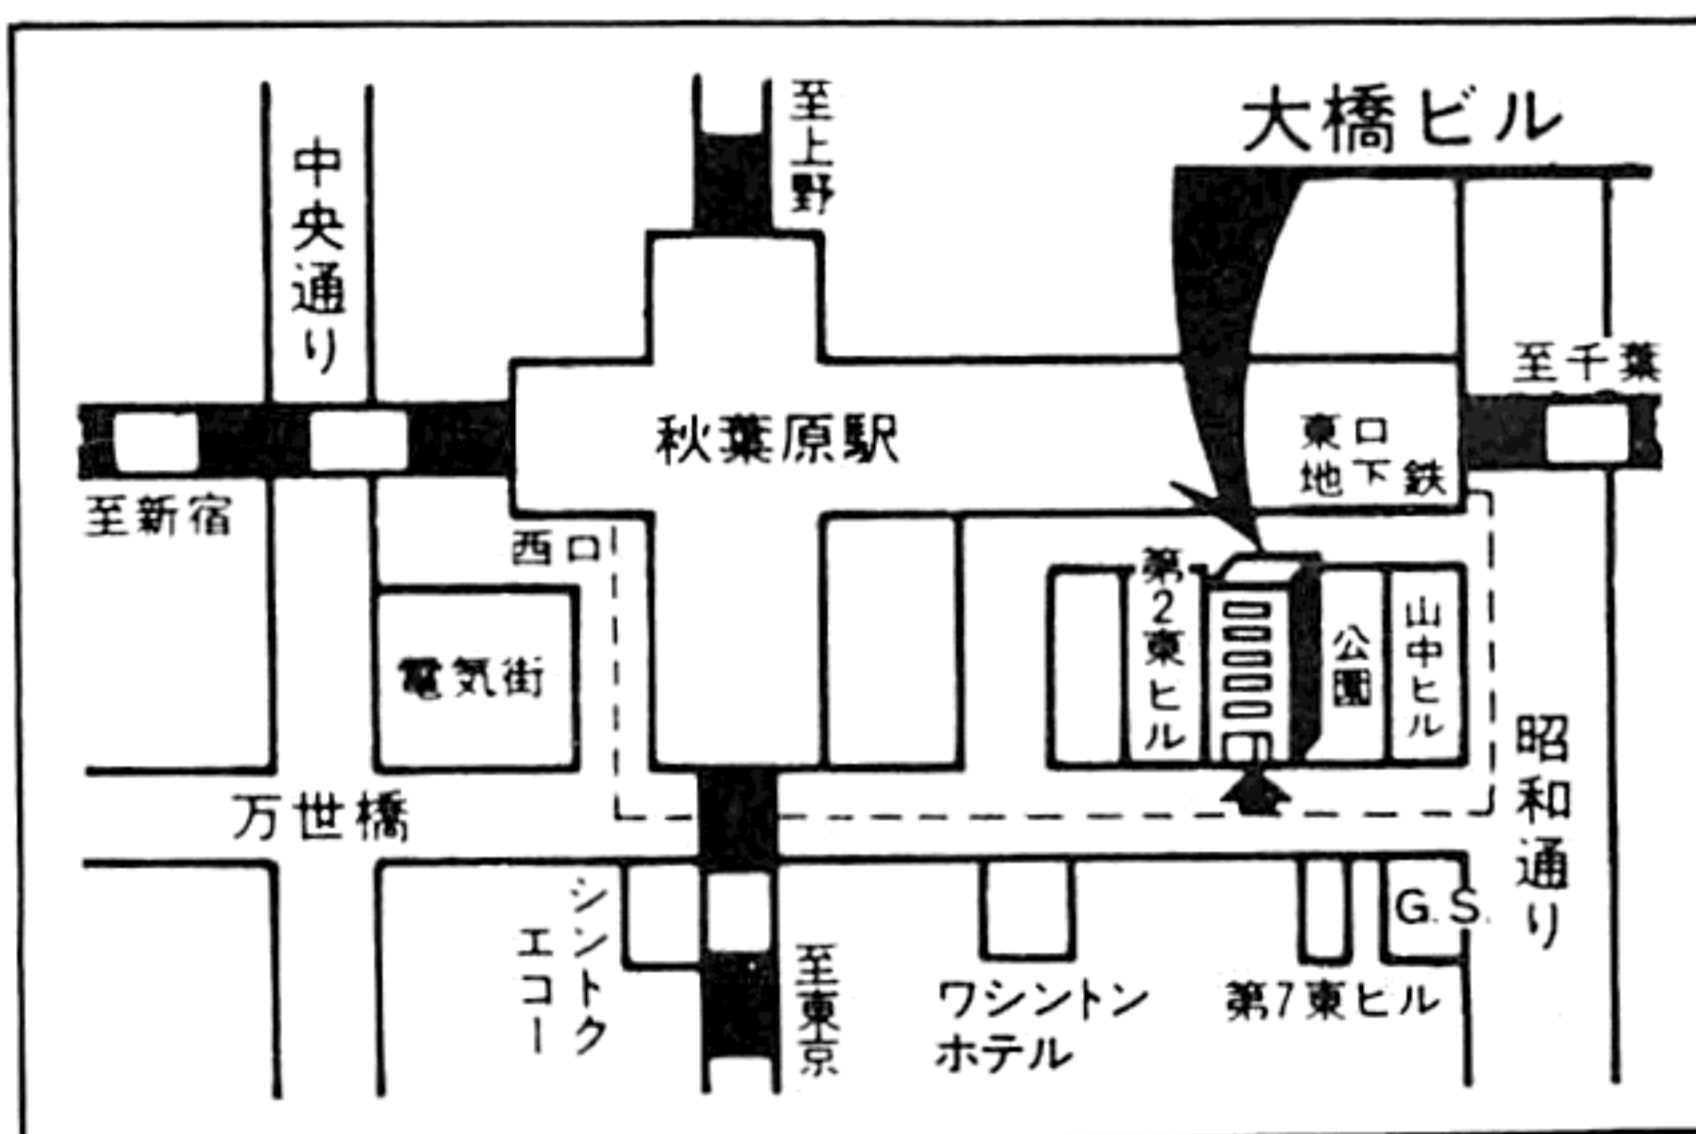 大橋ビル
至上野
中央通り
至千葉
秋葉原駅
東口
地下鉄
至新宿
西口
第2東ビル
公園
山中ビル
電気街
昭和通り
万世橋
シントク
エコー
至東京
ワシントン
ホテル
第7東ビル
G.S.